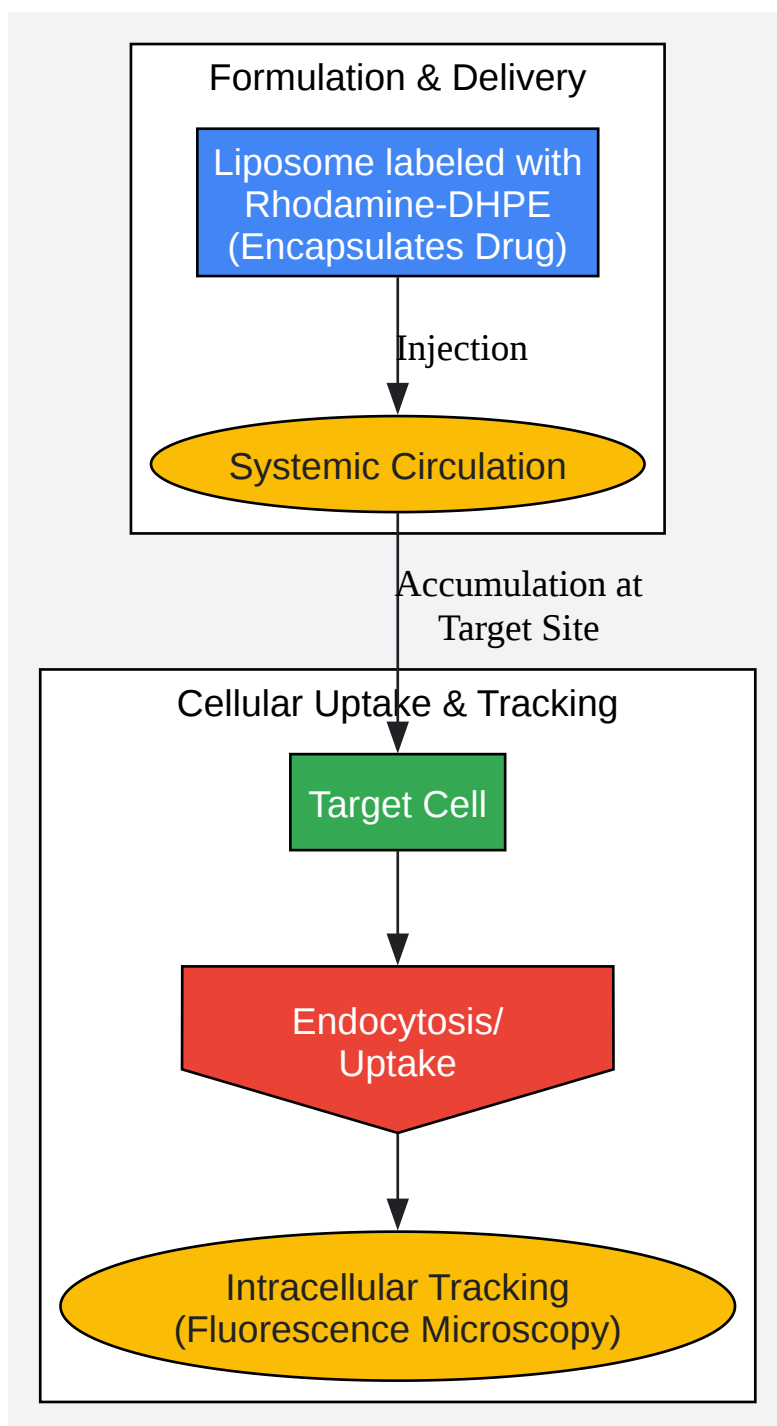 Formulation & Delivery
Liposome labeled with
Rhodamine-DHPE
(Encapsulates Drug)
Injection
Systemic Circulation
Accumulation at
Target Site
Cellular Uptake & Tracking
Target Cell
Endocytosis/
Uptake
Intracellular Tracking
(Fluorescence Microscopy)